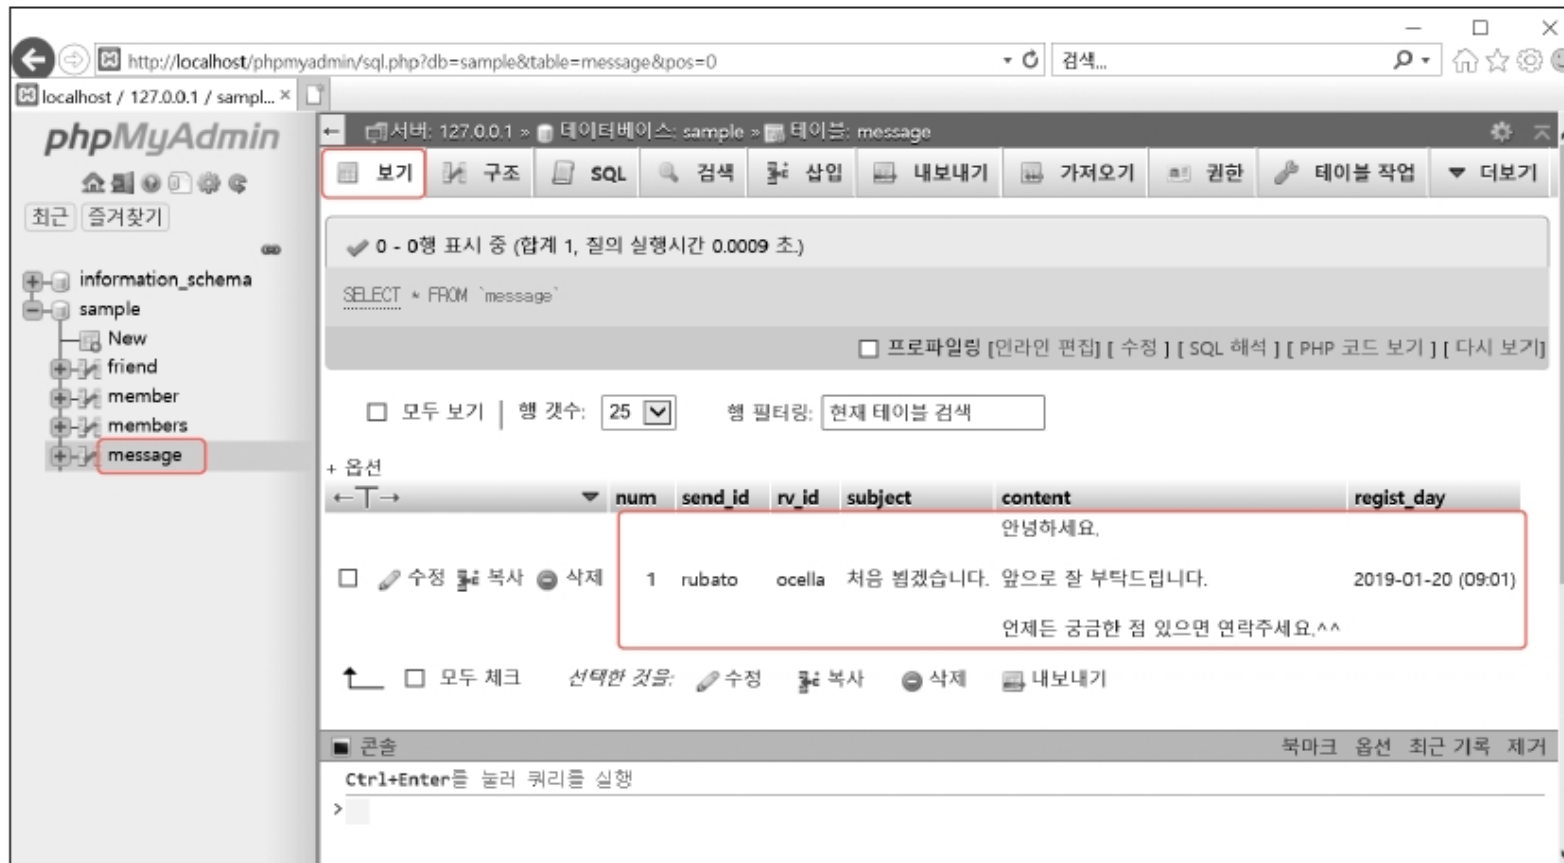 http://localhost/phpmyadmin/sql.php?db=sample&table=message&pos=0 검색...
localhost / 127.0.0.1 / sampl... ×
phpMyAdmin
최근 즐겨찾기
information_schema
sample
New
friend
member
members
message
서버: 127.0.0.1 » 데이터베이스: sample » 테이블: message
보기 구조 SQL 검색 삽입 내보내기 가져오기 권한 테이블 작업 ▼ 더보기
0 - 0행 표시 중 (합계 1, 질의 실행시간 0.0009 초.)
SELECT * FROM `message`
프로파일링 [인라인 편집] [ 수정 ] [ SQL 해석 ] [ PHP 코드 보기 ] [ 다시 보기]
모두 보기 | 행 갯수: 25 행 필터링: 현재 테이블 검색
+ 옵션
←T→ ▼ num send_id rv_id subject content regist_day
안녕하세요.
수정 복사 삭제 1 rubato ocella 처음 뵙겠습니다. 앞으로 잘 부탁드립니다. 2019-01-20 (09:01)
언제든 궁금한 점 있으면 연락주세요.^^
모두 체크 선택한 것을: 수정 복사 삭제 내보내기
콘솔 북마크 옵션 최근 기록 제거
Ctrl+Enter를 눌러 쿼리를 실행
>